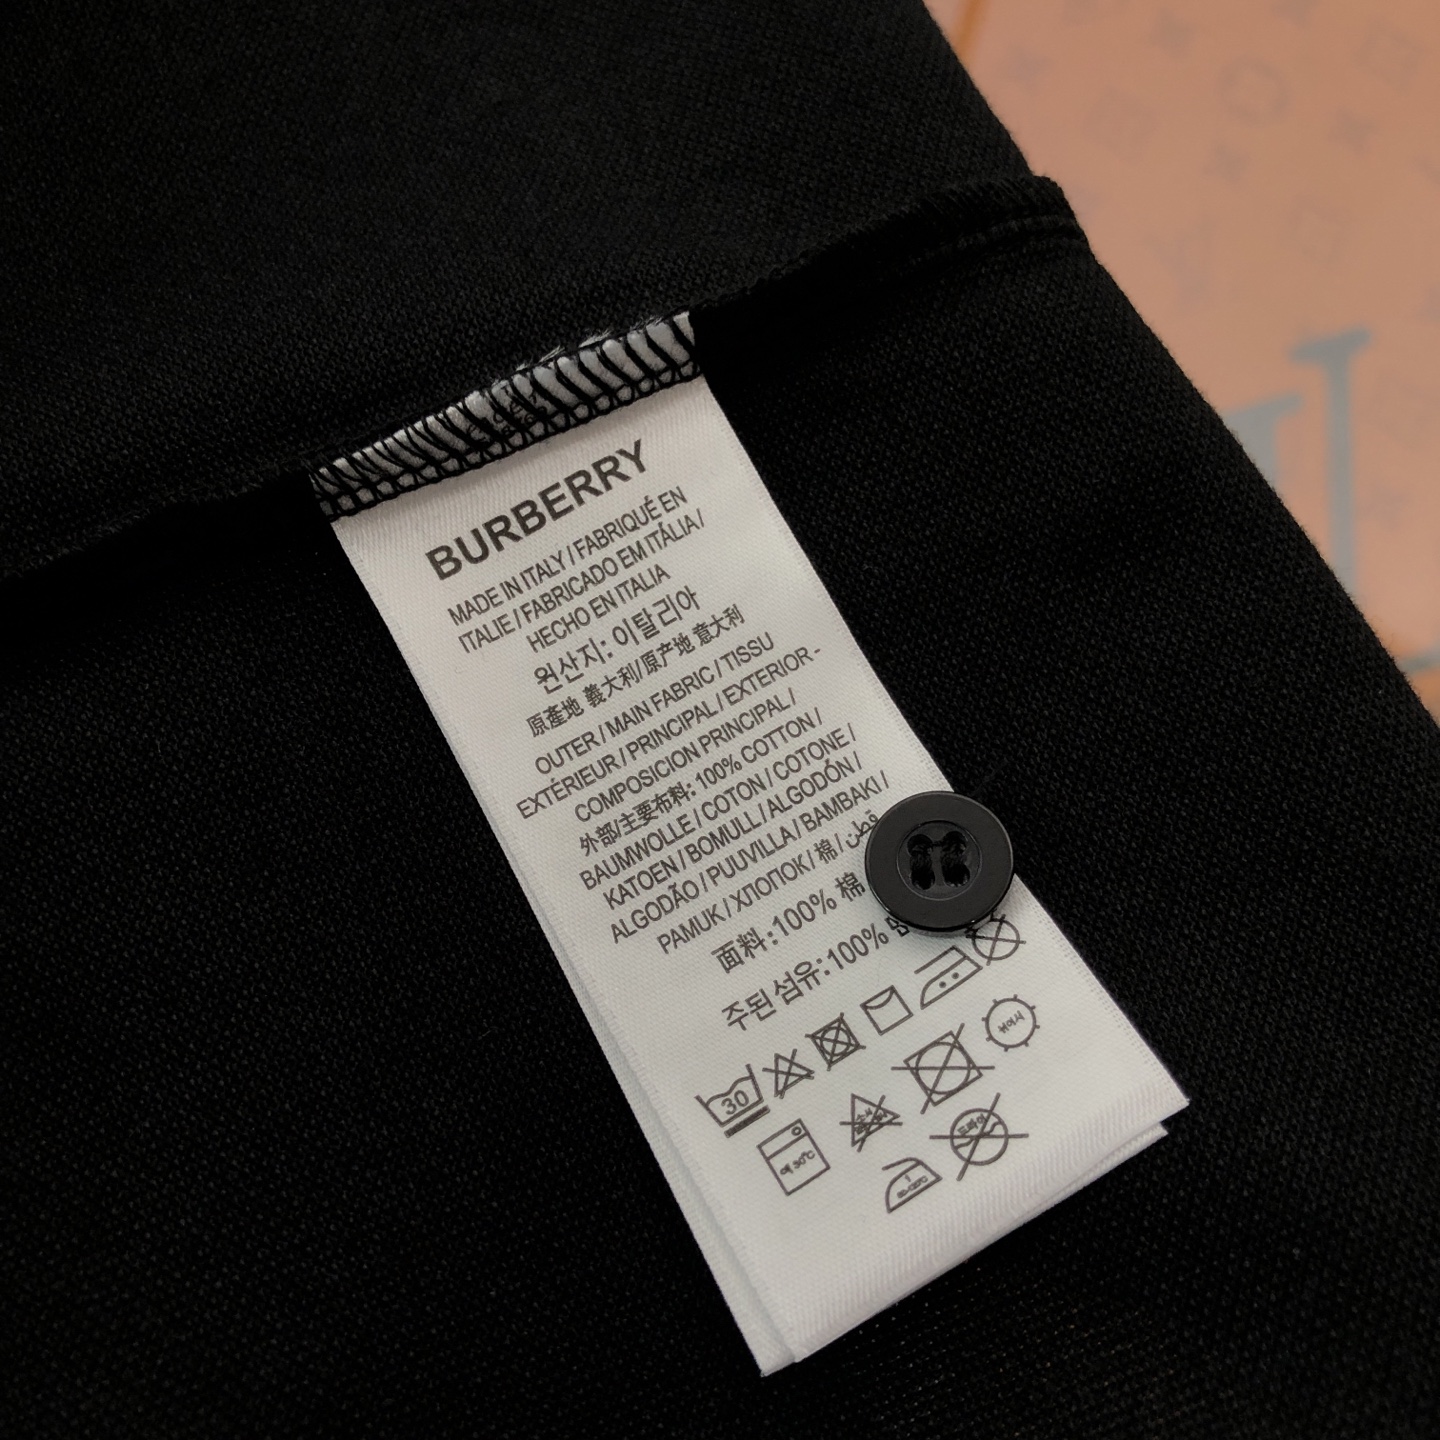 BURBERRY
MADE IN ITALY / FABRIQUÉ EN
ITALIE / FABRICADO EM ITÁLIA /
HECHO EN ITALIA
원산지: 이탈리아
原產地 義大利/原产地 意大利
OUTER / MAIN FABRIC / TISSU
EXTÉRIEUR / PRINCIPAL / EXTERIOR -
COMPOSICION PRINCIPAL /
外部/主要布料: 100% COTTON /
BAUMWOLLE / COTON / COTONE /
KATOEN / BOMULL / ALGODÓN /
ALGODÃO / PUUVILLA / BAMBAKI /
PAMUK / ХЛОПОК / 棉 / قطن
面料:100% 棉
주된 섬유:100%
30